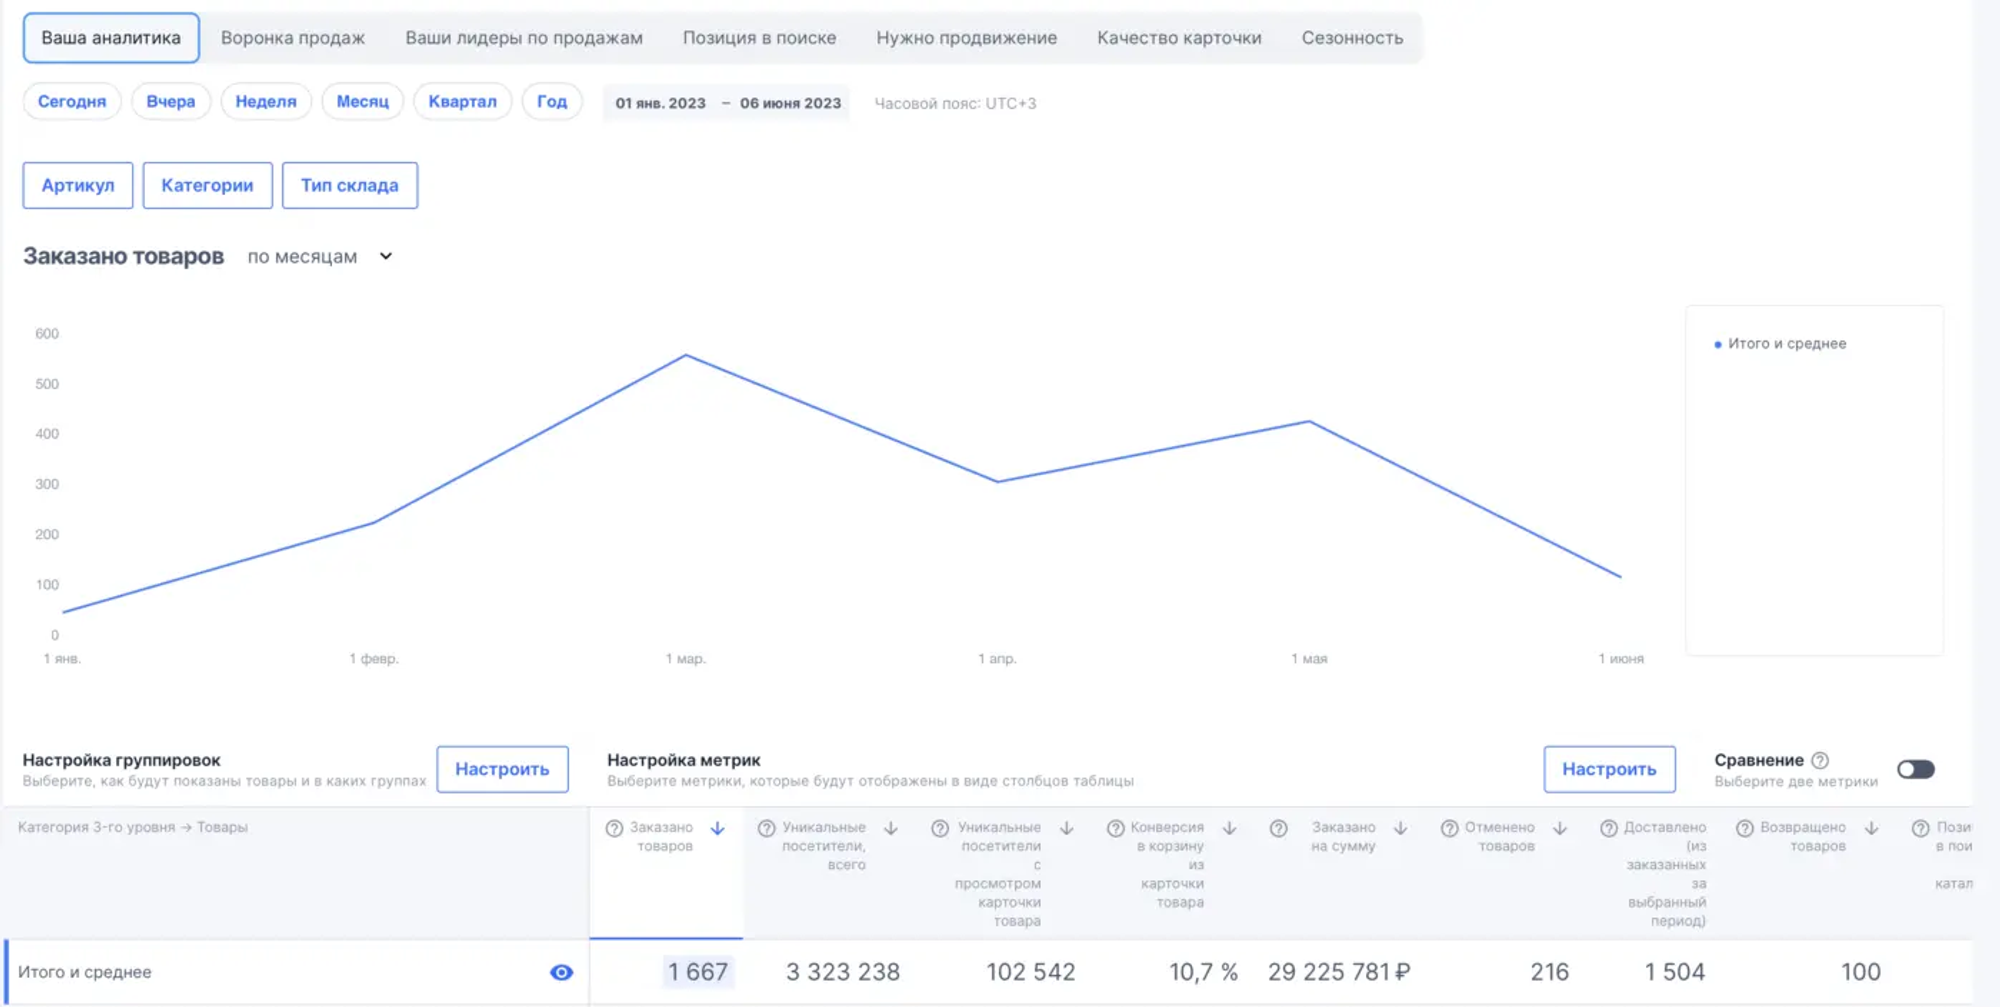 Ваша аналитика Воронка продаж Ваши лидеры по продажам Позиция в поиске Нужно продвижение Качество карточки Сезонность
Сегодня Вчера Неделя Месяц Квартал Год 01 янв. 2023 – 06 июня 2023 Часовой пояс: UTC+3
Артикул Категории Тип склада
Заказано товаров по месяцам
600
500
400
300
200
100
0
1 янв. 1 февр. 1 мар. 1 апр. 1 мая 1 июня
Итого и среднее
Настройка группировок
Выберите, как будут показаны товары и в каких группах
Настроить
Настройка метрик
Выберите метрики, которые будут отображены в виде столбцов таблицы
Настроить
Сравнение
Выберите две метрики
Категория 3-го уровня → Товары
Заказано
товаров
Уникальные
посетители,
всего
Уникальные
посетители
с
просмотром
карточки
товара
Конверсия
в корзину
из
карточки
товара
Заказано
на сумму
Отменено
товаров
Доставлено
(из
заказанных
за
выбранный
период)
Возвращено
товаров
Пози
в пои
катал
Итого и среднее 1 667 3 323 238 102 542 10,7 % 29 225 781 ₽ 216 1 504 100